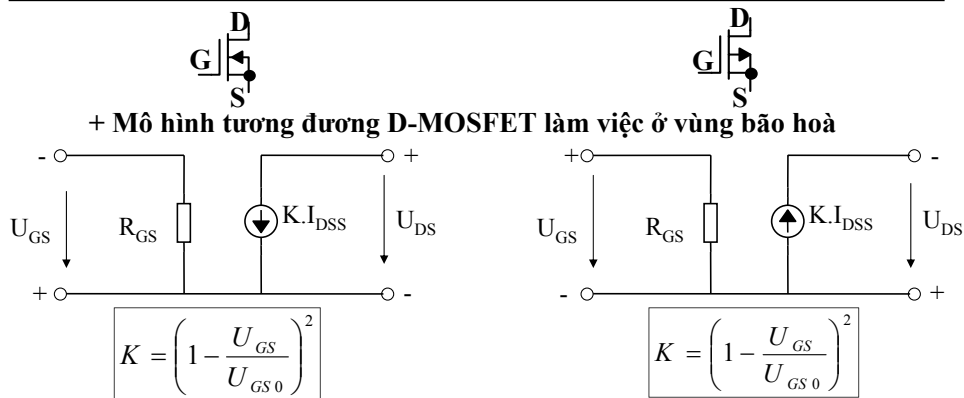 D D
G G
S S
+ Mô hình tương đương D-MOSFET làm việc ở vùng bão hoà
- + + -
U_GS R_GS K.I_DSS U_DS U_GS R_GS K.I_DSS U_DS
+ - - +
K = (1 - U_GS / U_GS0)^2 K = (1 - U_GS / U_GS0)^2